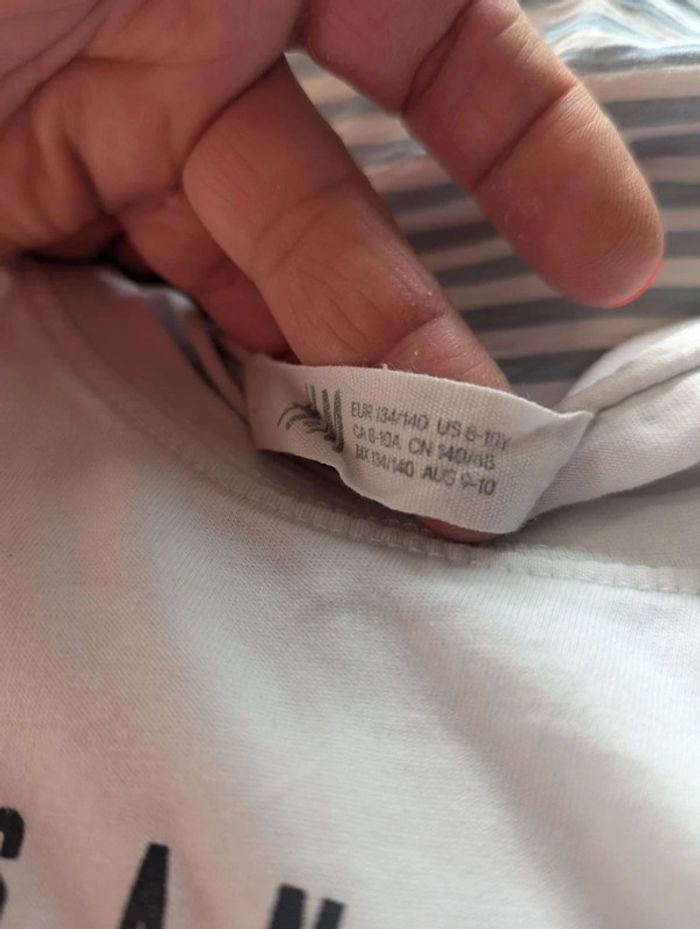 EUR 134/140 US 8-10Y
CA 8-10A CN 140/68
MX 134/140 AUS 9-10